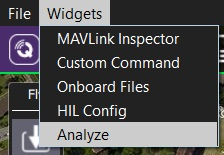 File Widgets
MAVLink Inspector
Custom Command
Onboard Files
HIL Config
Analyze